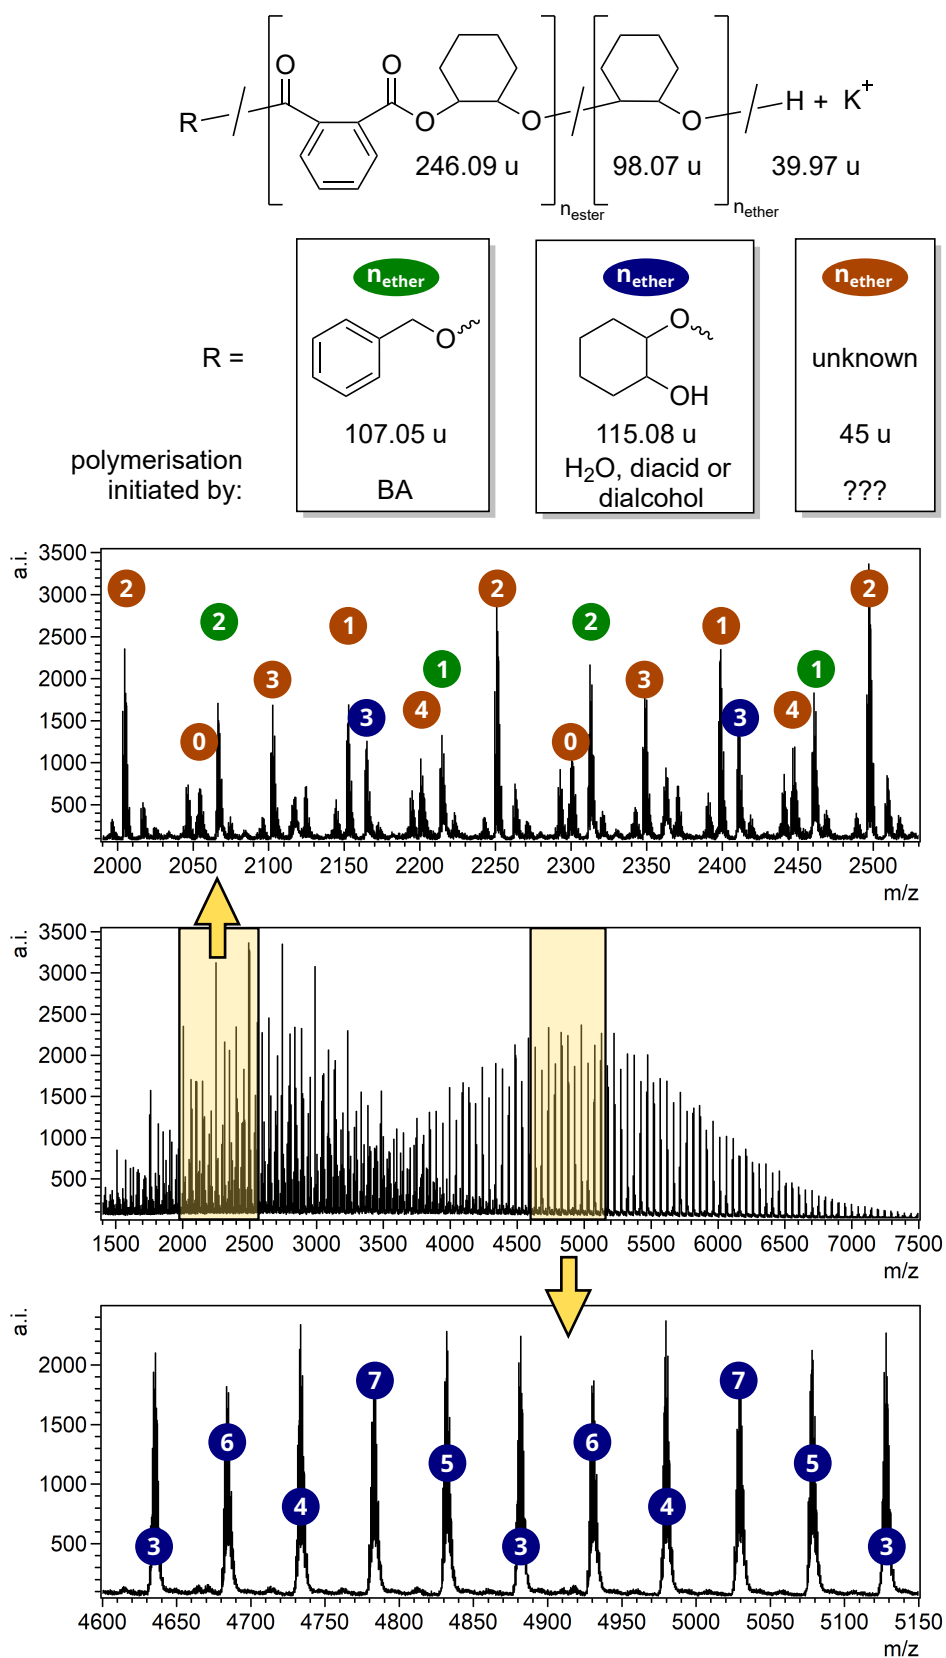 O O
R O O O H + K+
246.09 u 98.07 u 39.97 u
nester nether
nether nether nether
R = O O OH unknown
107.05 u 115.08 u 45 u
polymerisation initiated by: BA H2O, diacid or dialcohol ???
a.i.
3500
3000
2500
2000
1500
1000
500
2 0 2 3 1 3 4 1 2 0 2 3 1 3 4 1 2
2000 2050 2100 2150 2200 2250 2300 2350 2400 2450 2500
m/z
a.i.
3500
3000
2500
2000
1500
1000
500
1400 2000 2500 3000 3500 4000 4500 5000 5500 6000 6500 7000 7500
m/z
a.i.
2000
1500
1000
500
3 6 4 7 5 3 6 4 7 5 3
4600 4650 4700 4750 4800 4850 4900 4950 5000 5050 5100 5150
m/z